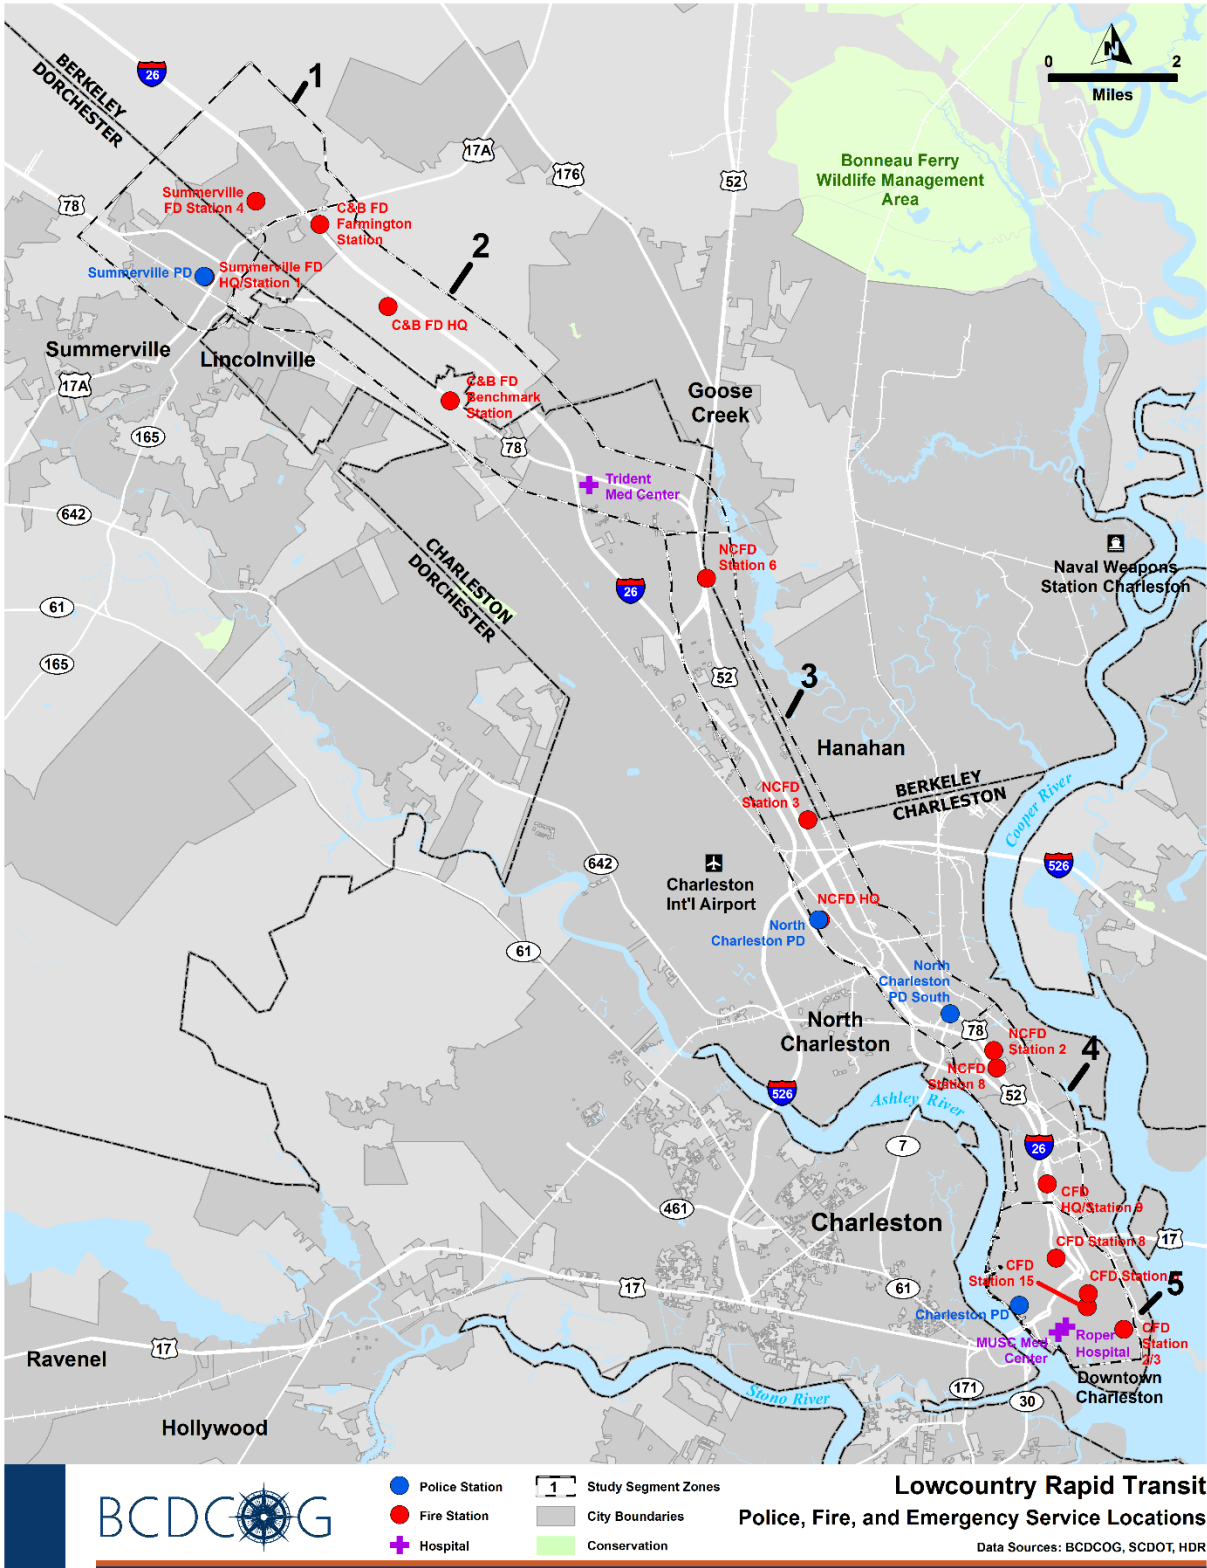 1
26
BERKELEY
DORCHESTER
0
N
2
Miles
17A
176
52
Bonneau Ferry
Wildlife Management
Area
78
Summerville
FD Station 4
C&B FD
Farmington
Station
2
Summerville PD
Summerville FD
HQ/Station 1
C&B FD HQ
Summerville
Lincolnville
17A
C&B FD
Benchmark
Station
Goose
Creek
165
78
Trident
Med Center
642
CHARLESTON
DORCHESTER
NCFD
Station 6
Naval Weapons
Station Charleston
26
61
165
52
3
Hanahan
NCFD
Station 3
BERKELEY
CHARLESTON
Cooper River
642
Charleston
Int'l Airport
526
NCFD HQ
North
Charleston PD
61
North
Charleston
PD South
North
Charleston
78
NCFD
Station 2
4
NCFD
Station 8
526
52
Ashley River
7
26
CFD
HQ/Station 9
461
Charleston
CFD Station 8
17
CFD
Station 15
CFD Station
5
17
61
Charleston PD
CFD
Station
2/3
MUSC Med
Center
Roper
Hospital
Ravenel
17
Downtown
Charleston
171
30
Stono River
Hollywood
BCDCOG
Police Station
Fire Station
Hospital
1
Study Segment Zones
City Boundaries
Conservation
Lowcountry Rapid Transit
Police, Fire, and Emergency Service Locations
Data Sources: BCDCOG, SCDOT, HDR